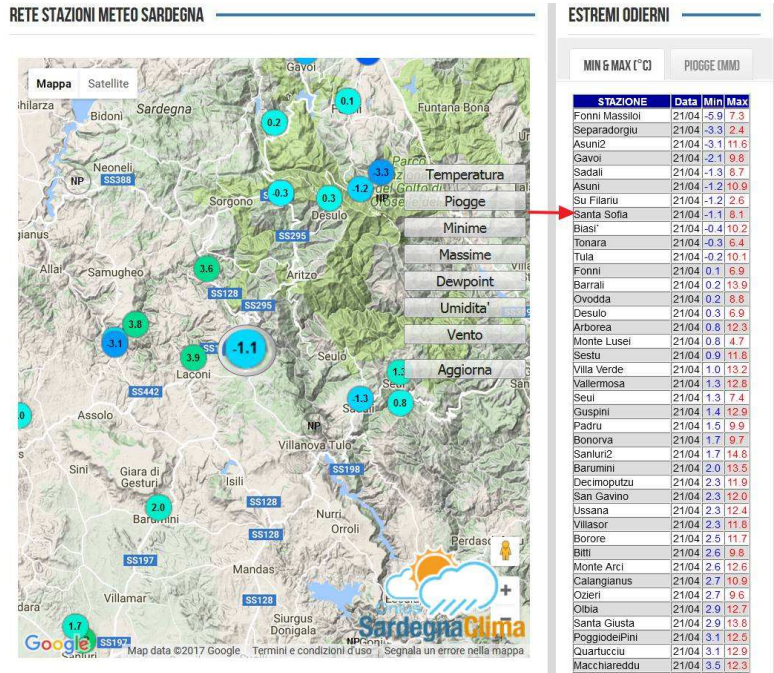 RETE STAZIONI METEO SARDEGNA
Mappa Satellite
Gavoi
Sardegna
Bidonì
Funtana Bona
0.1
0.2
Neoneli
NP
SS388
Parco
-3.3
-1.2
NP
Sorgono
-0.3
0.3
Desulo
SS295
Allai
Samugheo
3.6
Aritzo
SS128
SS295
3.8
-3.1
3.9
-1.1
Laconi
Seulo
SS442
1.3
-1.3
0.8
Assolo
NP
Villanova Tulo
SS198
Sini
Giara di
Gesturi
Isili
SS128
2.0
Nurri
Orroli
SS128
SS197
Mandas
Villamar
SS128
Siurgus
Donigala
1.7
SS197
Temperatura
Piogge
Minime
Massime
Dewpoint
Umidita'
Vento
Aggiorna
SardegnaClima
Google
Map data ©2017 Google Termini e condizioni d'uso Segnala un errore nella mappa
ESTREMI ODIERNI
MIN & MAX (°C) PIOGGE (MM)
STAZIONE Data Min Max
Fonni Massiloi 21/04 -5.9 7.3
Separadorgiu 21/04 -3.3 2.4
Asuni2 21/04 -3.1 11.6
Gavoi 21/04 -2.1 9.8
Sadali 21/04 -1.3 8.7
Asuni 21/04 -1.2 10.9
Su Filariu 21/04 -1.2 2.6
Santa Sofia 21/04 -1.1 8.1
Biasi` 21/04 -0.4 10.2
Tonara 21/04 -0.3 6.4
Tula 21/04 -0.2 10.1
Fonni 21/04 0.1 6.9
Barrali 21/04 0.2 13.9
Ovodda 21/04 0.2 8.8
Desulo 21/04 0.3 6.9
Arborea 21/04 0.8 12.3
Monte Lusei 21/04 0.8 4.7
Sestu 21/04 0.9 11.8
Villa Verde 21/04 1.0 13.2
Vallermosa 21/04 1.3 12.8
Seui 21/04 1.3 7.4
Guspini 21/04 1.4 12.9
Padru 21/04 1.5 9.9
Bonorva 21/04 1.7 9.7
Sanluri2 21/04 1.7 14.8
Barumini 21/04 2.0 13.5
Decimoputzu 21/04 2.3 11.9
San Gavino 21/04 2.3 12.0
Ussana 21/04 2.3 12.4
Villasor 21/04 2.3 11.8
Borore 21/04 2.5 11.7
Bitti 21/04 2.6 9.8
Monte Arci 21/04 2.6 12.6
Calangianus 21/04 2.7 10.9
Ozieri 21/04 2.7 9.6
Olbia 21/04 2.9 12.7
Santa Giusta 21/04 2.9 13.8
PoggiodeiPini 21/04 3.1 12.5
Quartucciu 21/04 3.1 12.9
Macchiareddu 21/04 3.5 12.3